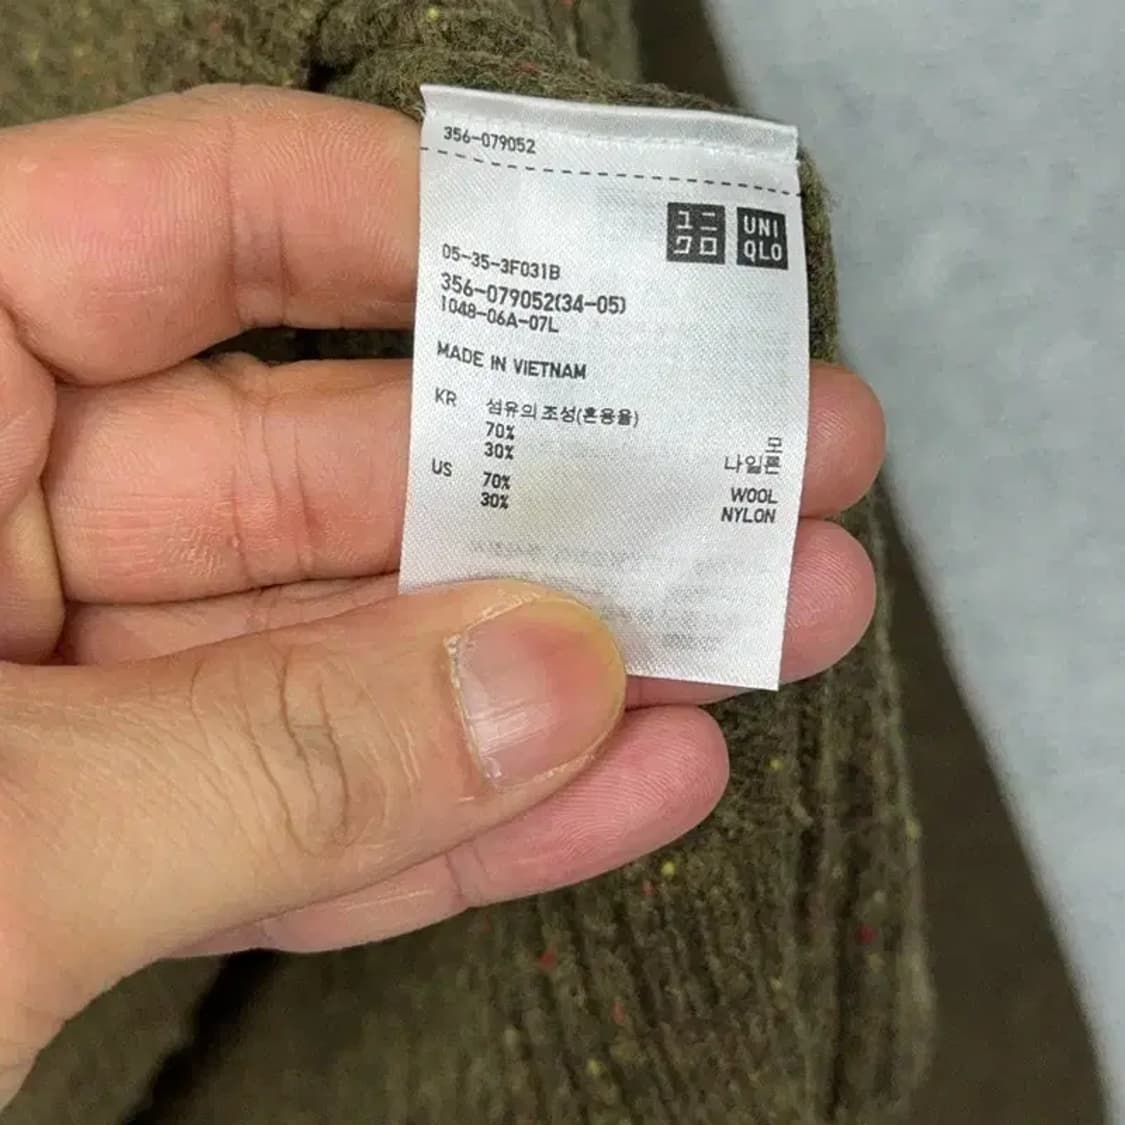 356-079052
ユニ
クロ
UNI
QLO
05-35-3F031B
356-079052(34-05)
1048-06A-07L
MADE IN VIETNAM
KR 섬유의 조성(혼용율)
70% 모
30% 나일론
US 70% WOOL
30% NYLON